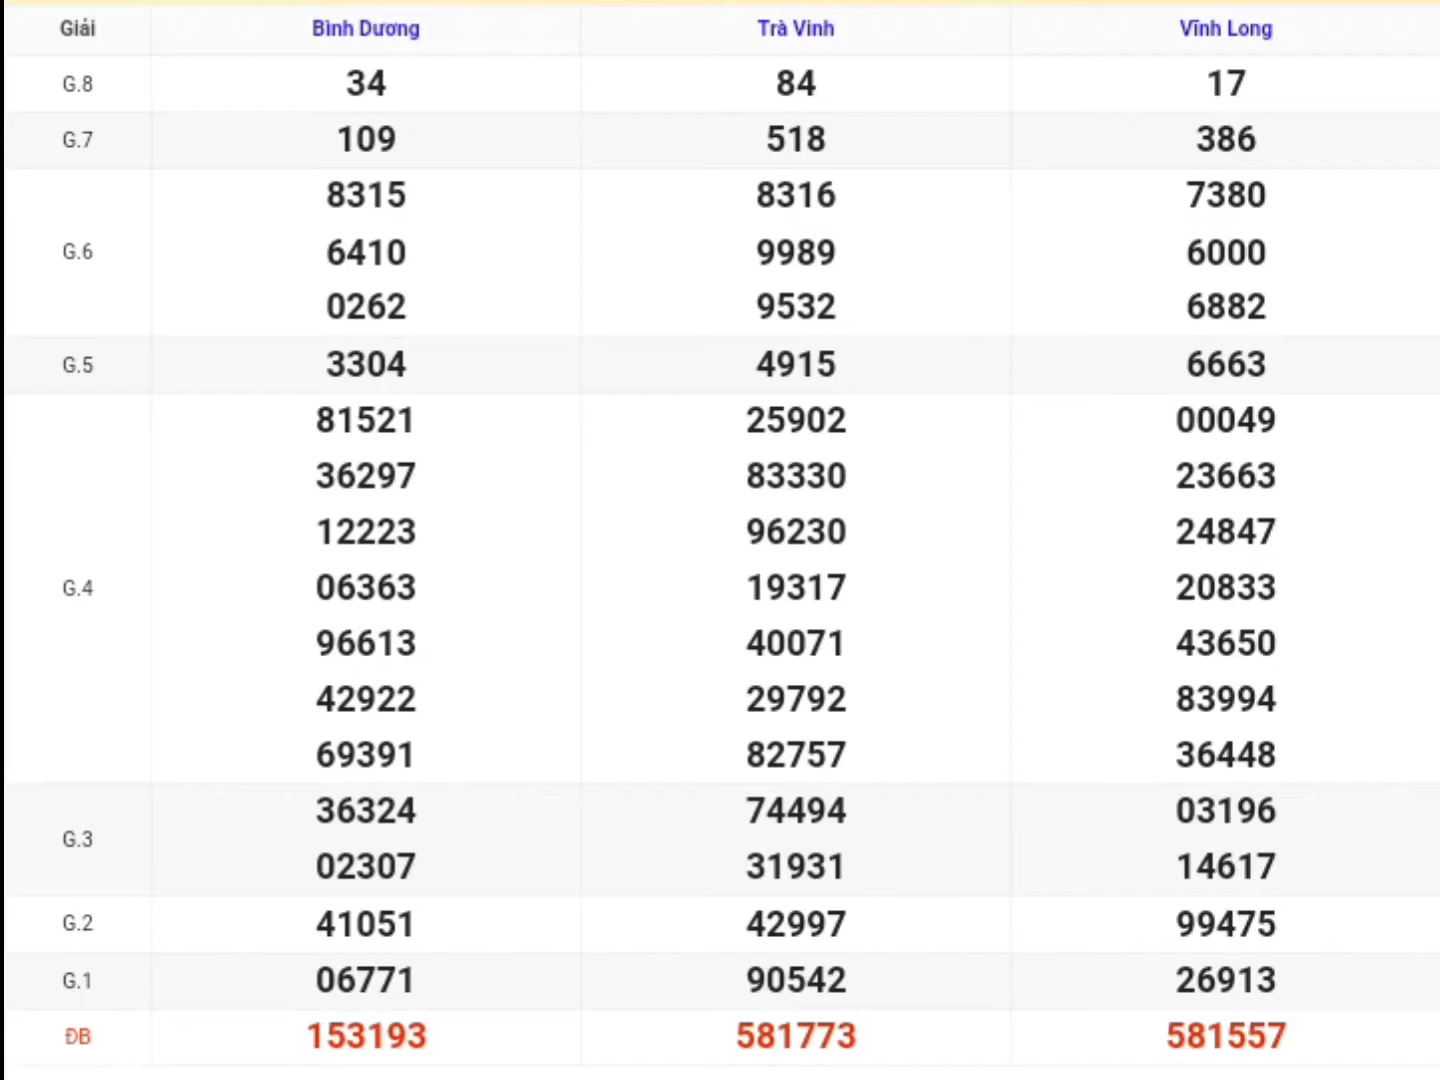 Giải Bình Dương Trà Vinh Vĩnh Long
G.8 34 84 17
G.7 109 518 386
8315 8316 7380
G.6 6410 9989 6000
0262 9532 6882
G.5 3304 4915 6663
81521 25902 00049
36297 83330 23663
12223 96230 24847
G.4 06363 19317 20833
96613 40071 43650
42922 29792 83994
69391 82757 36448
36324 74494 03196
G.3
02307 31931 14617
G.2 41051 42997 99475
G.1 06771 90542 26913
ĐB 153193 581773 581557